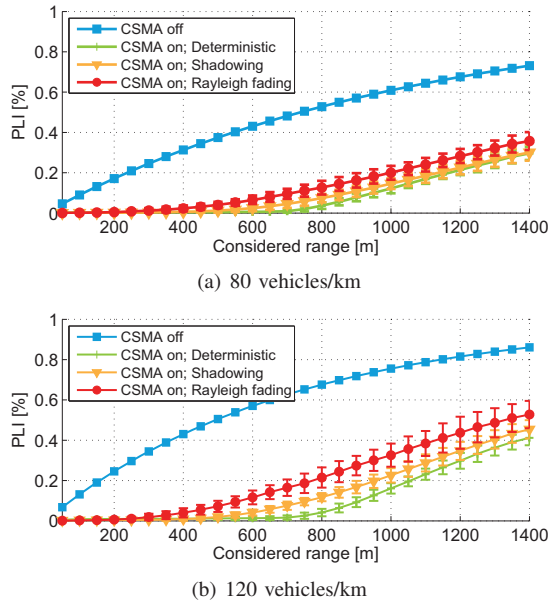 1
0.8
0.6
0.4
0.2
0
PLI [%]
CSMA off
CSMA on; Deterministic
CSMA on; Shadowing
CSMA on; Rayleigh fading
200 400 600 800 1000 1200 1400
Considered range [m]
(a) 80 vehicles/km
1
0.8
0.6
0.4
0.2
0
PLI [%]
CSMA off
CSMA on; Deterministic
CSMA on; Shadowing
CSMA on; Rayleigh fading
200 400 600 800 1000 1200 1400
Considered range [m]
(b) 120 vehicles/km